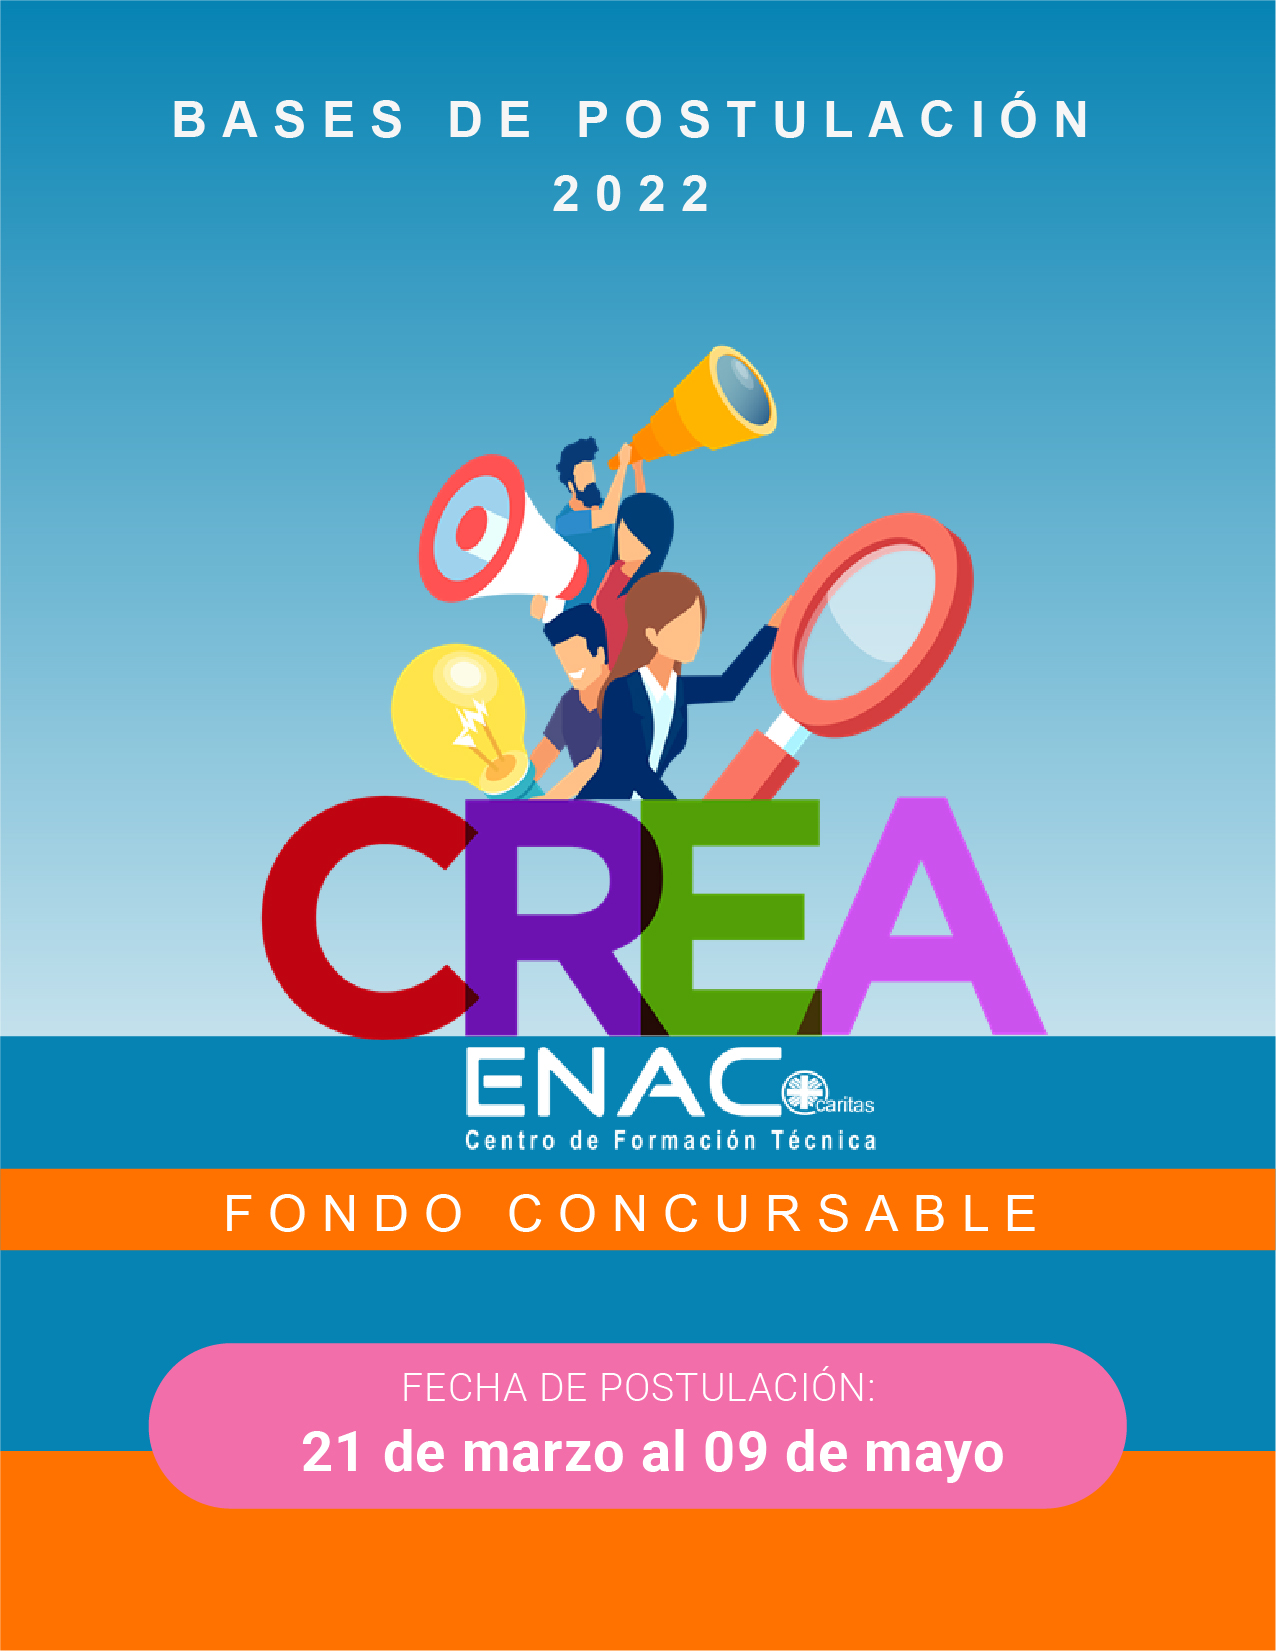 BASES DE POSTULACIÓN
2022
CREA
ENAC
caritas
Centro de Formación Técnica
FONDO CONCURSABLE
FECHA DE POSTULACIÓN:
21 de marzo al 09 de mayo